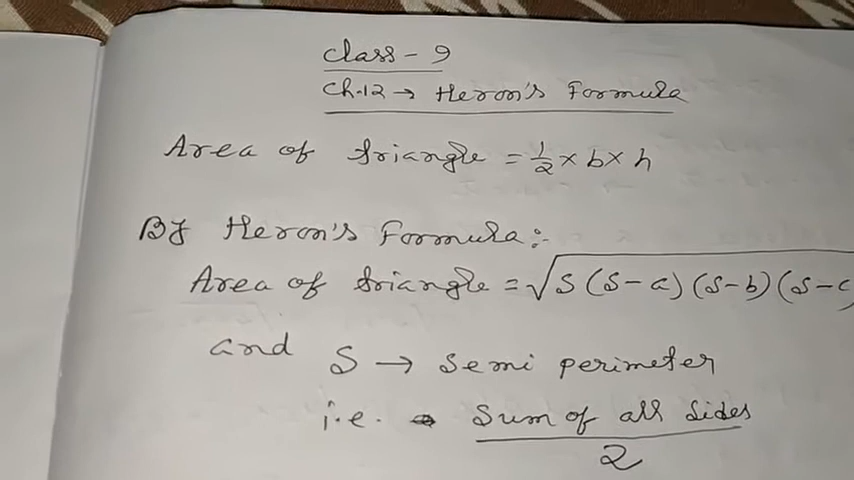 Class - 9
Ch.12 → Heron's Formula
Area of triangle = 1/2 × b × h
By Heron's Formula :-
Area of triangle = √S(S-a)(S-b)(S-c
and S → Semi perimeter
i.e. Sum of all sides
2